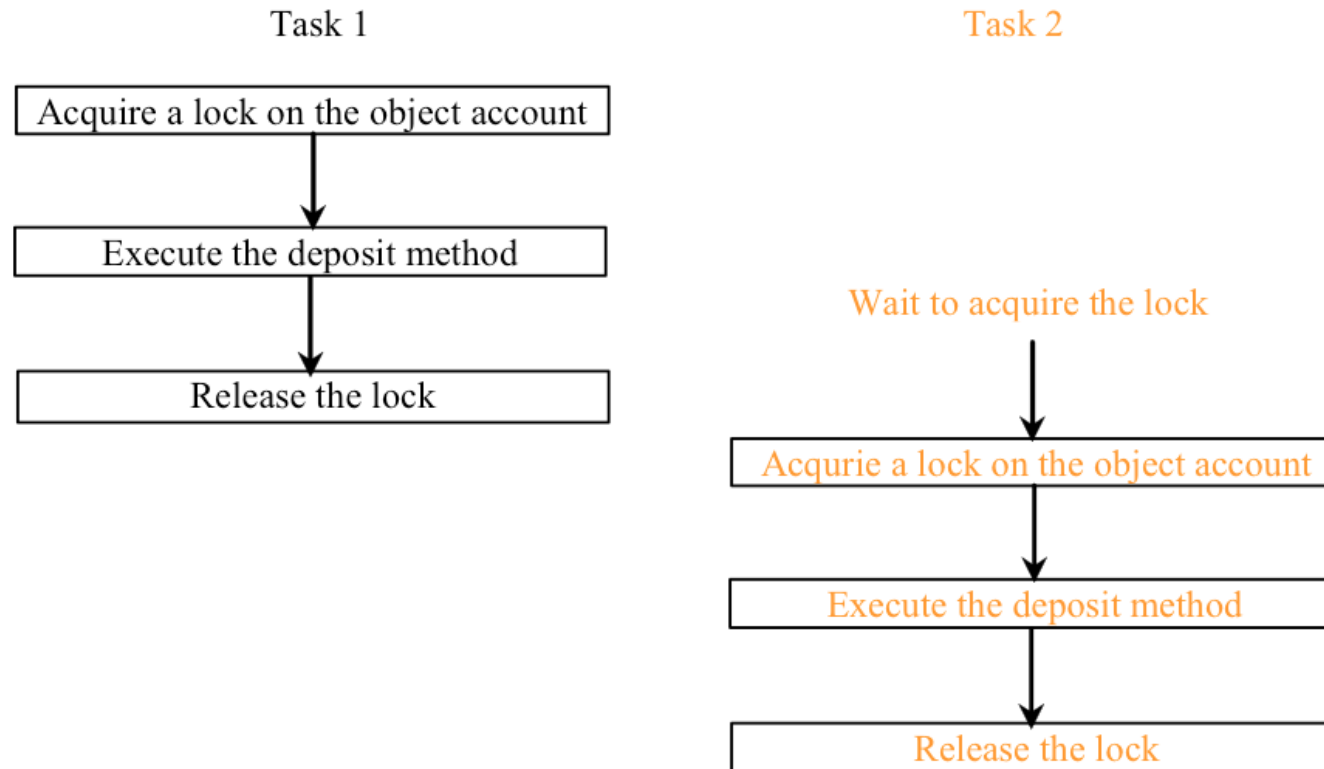 Task 1
Acquire a lock on the object account
Execute the deposit method
Release the lock
Task 2
Wait to acquire the lock
Acqurie a lock on the object account
Execute the deposit method
Release the lock